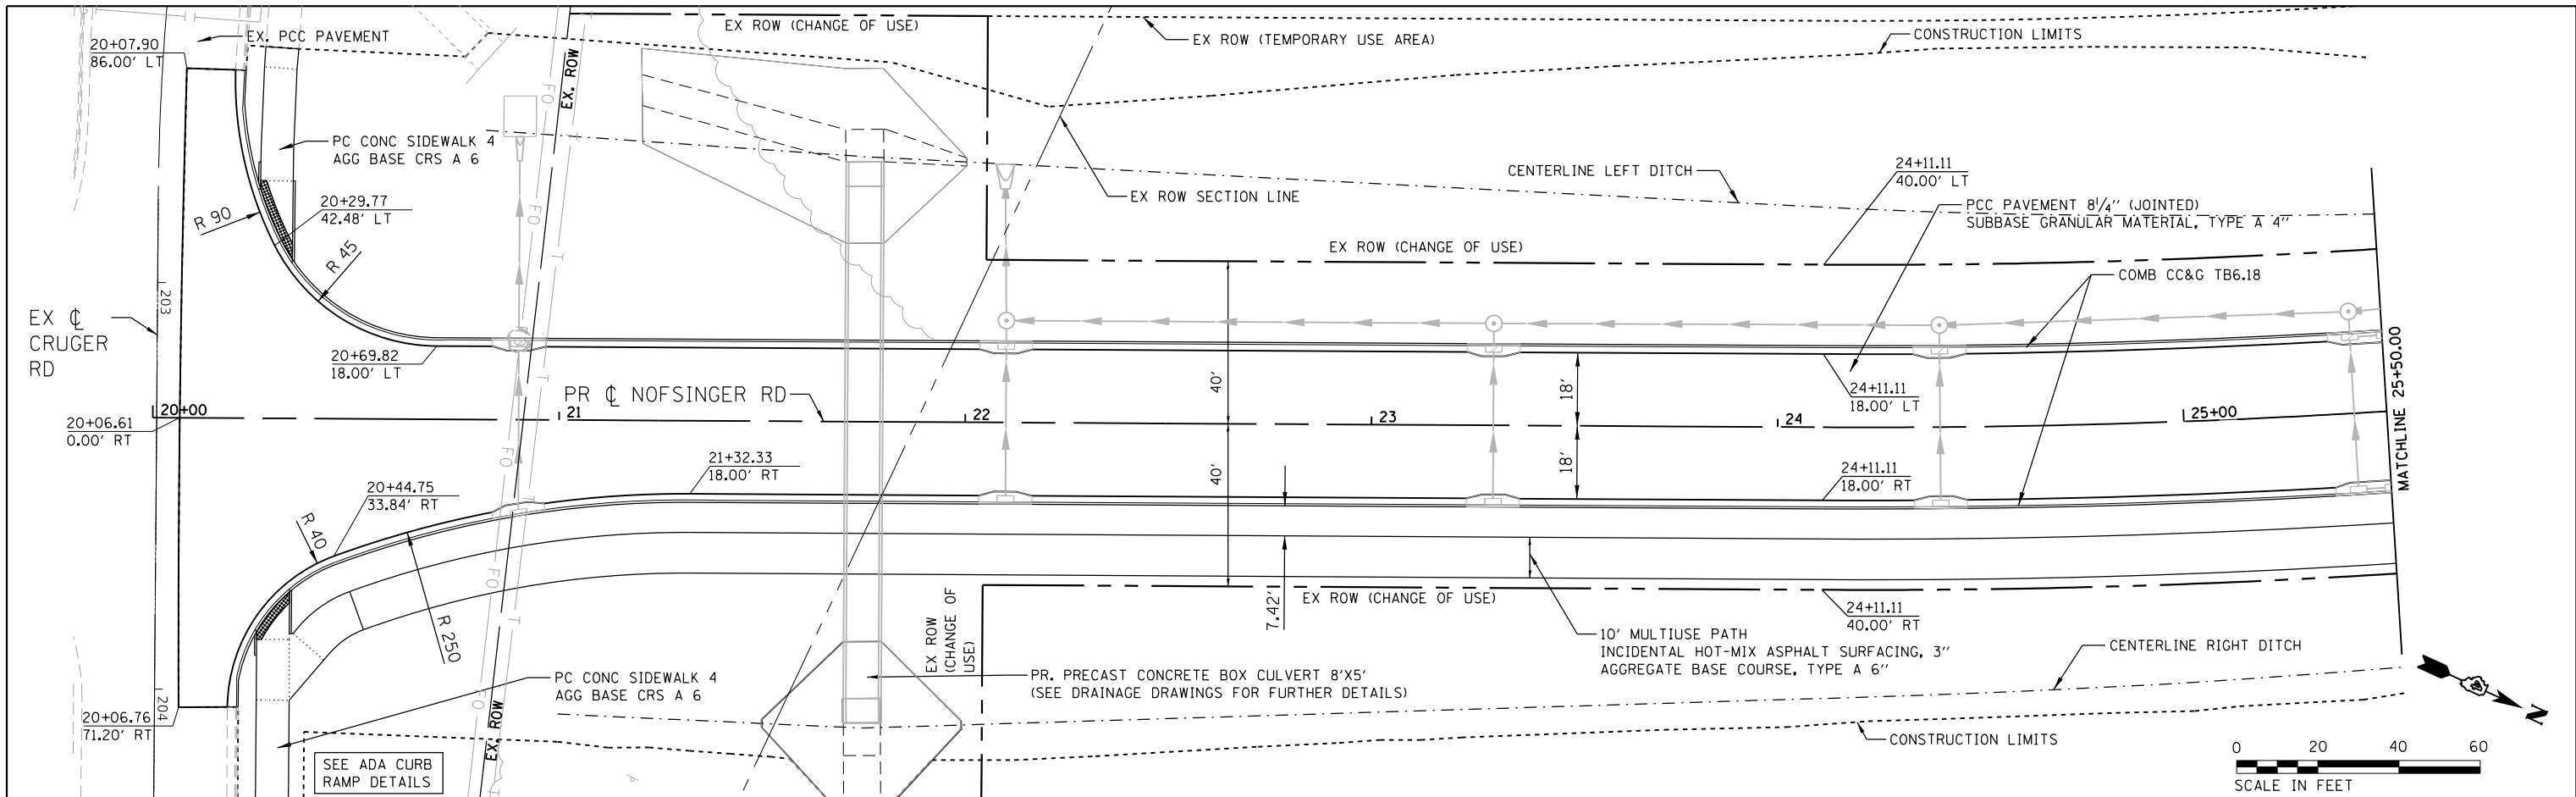 EX ROW (CHANGE OF USE)
EX ROW (TEMPORARY USE AREA)
CONSTRUCTION LIMITS
EX. PCC PAVEMENT
20+07.90
86.00' LT
EX. ROW
FO
PC CONC SIDEWALK 4
AGG BASE CRS A 6
20+29.77
42.48' LT
R 90
R 45
FO
T
EX ROW SECTION LINE
CENTERLINE LEFT DITCH
24+11.11
40.00' LT
PCC PAVEMENT 8 1/4" (JOINTED)
SUBBASE GRANULAR MATERIAL, TYPE A 4"
EX ROW (CHANGE OF USE)
COMB CC&G TB6.18
203
EX ℄
CRUGER
RD
20+69.82
18.00' LT
PR ℄ NOFSINGER RD
40'
18'
24+11.11
18.00' LT
MATCHLINE 25+50.00
20+00
21
22
23
24
25+00
20+06.61
0.00' RT
40'
18'
FO
21+32.33
18.00' RT
24+11.11
18.00' RT
20+44.75
33.84' RT
R 40
R 250
FO
T
7.42'
EX ROW
(CHANGE OF
USE)
EX ROW (CHANGE OF USE)
24+11.11
40.00' RT
10' MULTIUSE PATH
INCIDENTAL HOT-MIX ASPHALT SURFACING, 3"
AGGREGATE BASE COURSE, TYPE A 6"
CENTERLINE RIGHT DITCH
PC CONC SIDEWALK 4
AGG BASE CRS A 6
PR. PRECAST CONCRETE BOX CULVERT 8'X5'
(SEE DRAINAGE DRAWINGS FOR FURTHER DETAILS)
204
20+06.76
71.20' RT
EX. ROW
SEE ADA CURB
RAMP DETAILS
CONSTRUCTION LIMITS
N
0 20 40 60
SCALE IN FEET